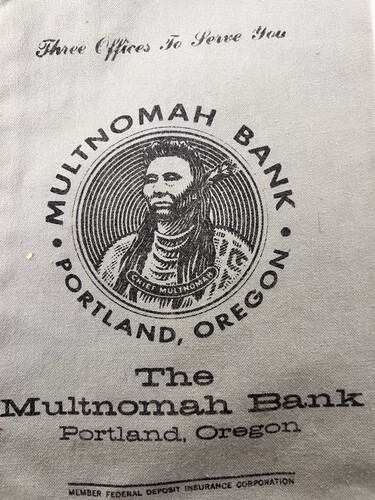 Three Offices To Serve You
MULTNOMAH BANK
CHIEF MULTNOMAH
• PORTLAND, OREGON •
The
Multnomah Bank
Portland, Oregon
MEMBER FEDERAL DEPOSIT INSURANCE CORPORATION